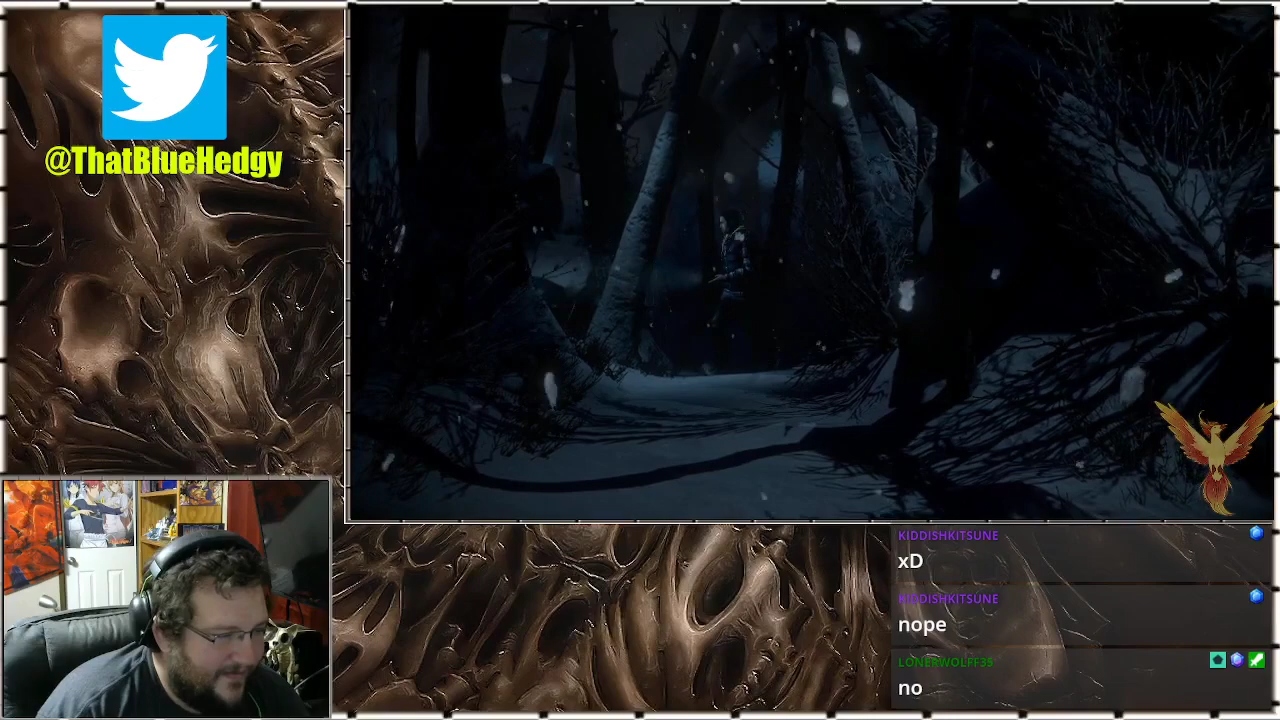 @ThatBlueHedgy
KIDDISHKITSUNE
xD
KIDDISHKITSUNE
nope
LONERWOLFF35
no